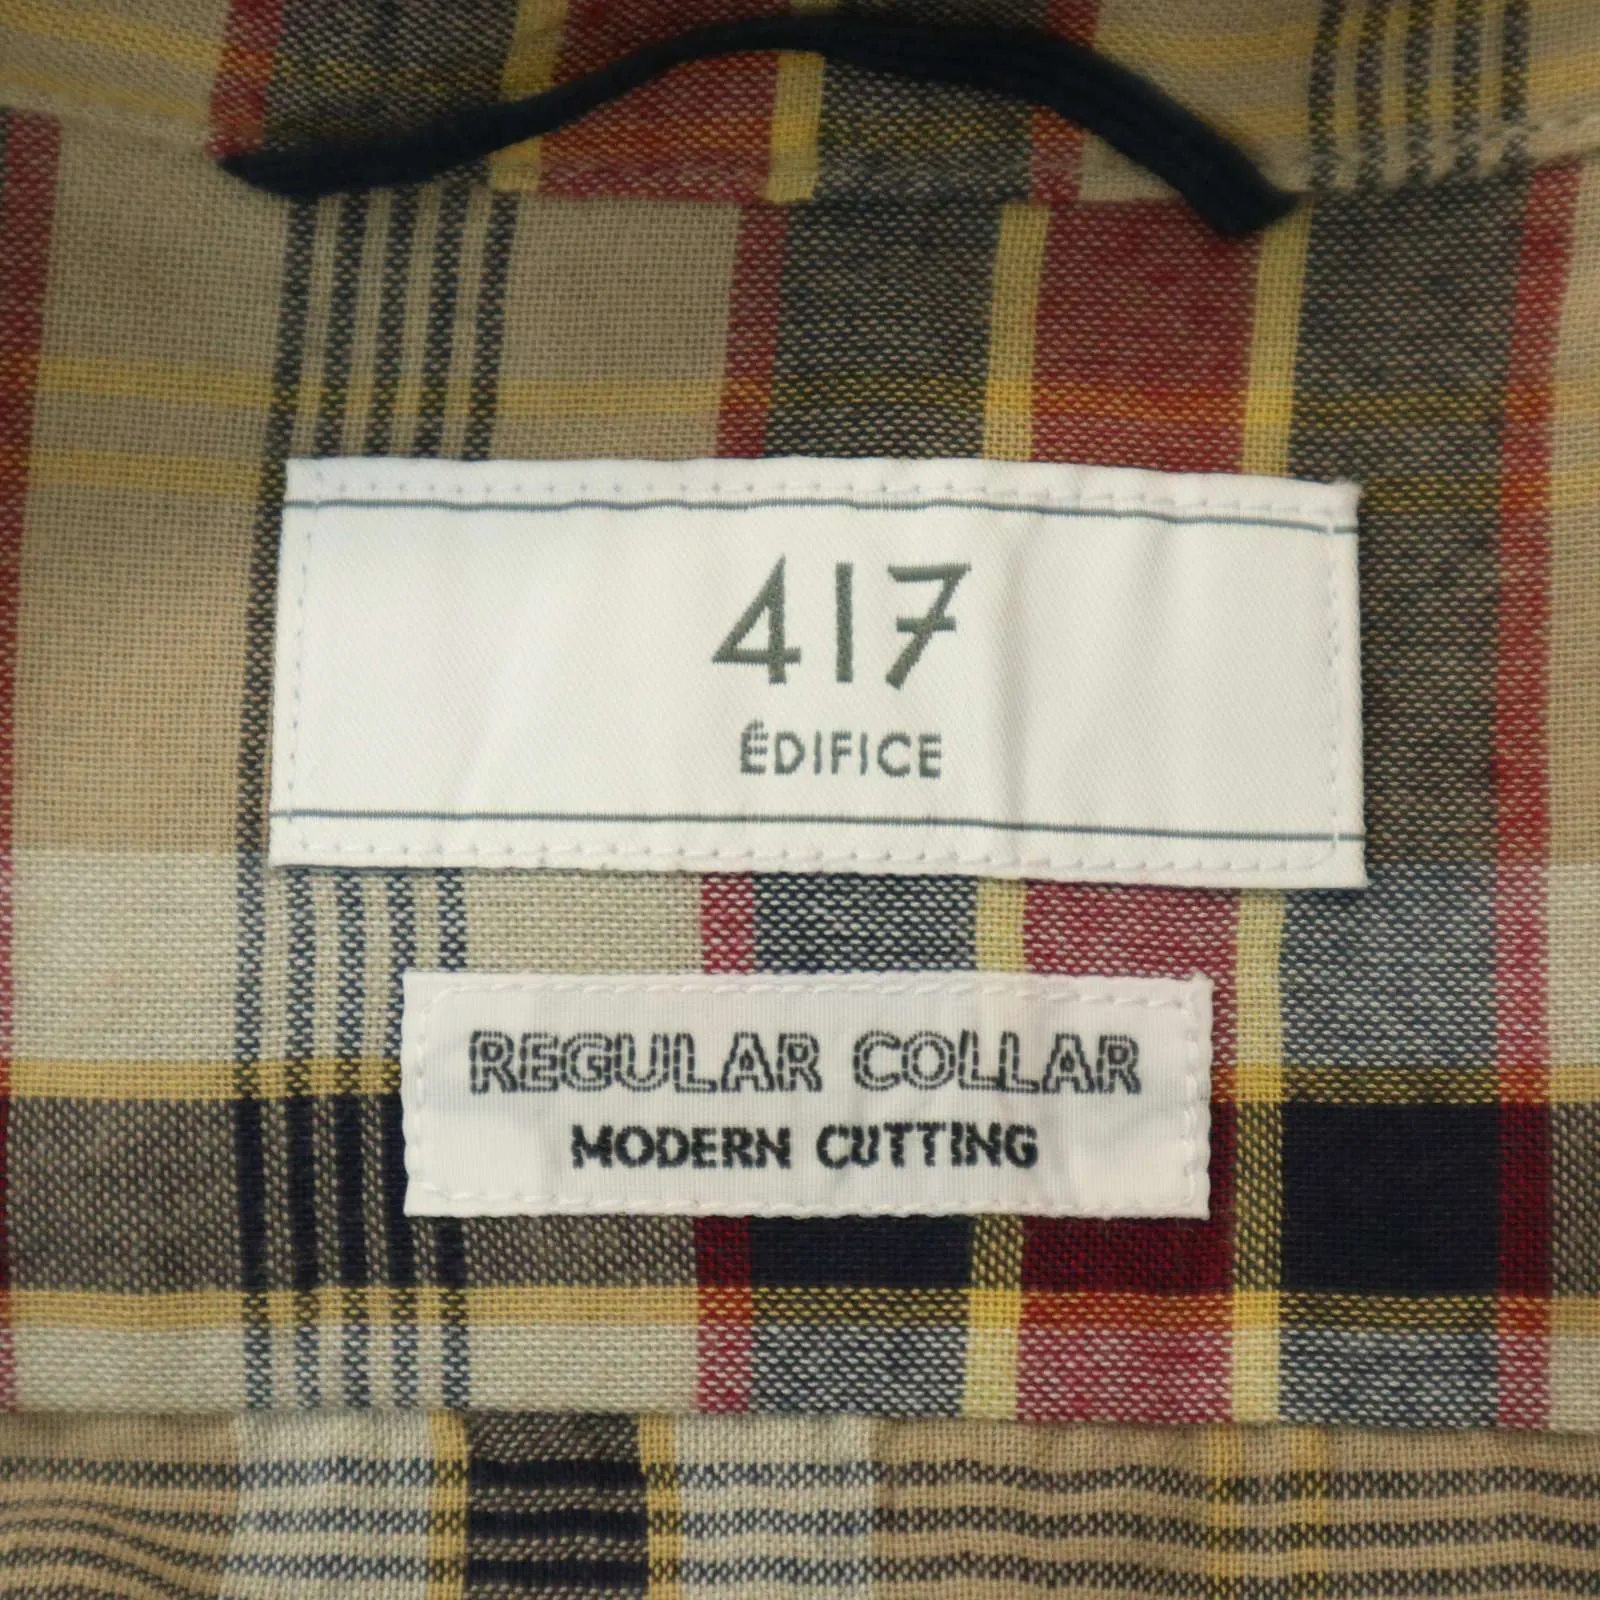 417
ÉDIFICE
REGULAR COLLAR
MODERN CUTTING